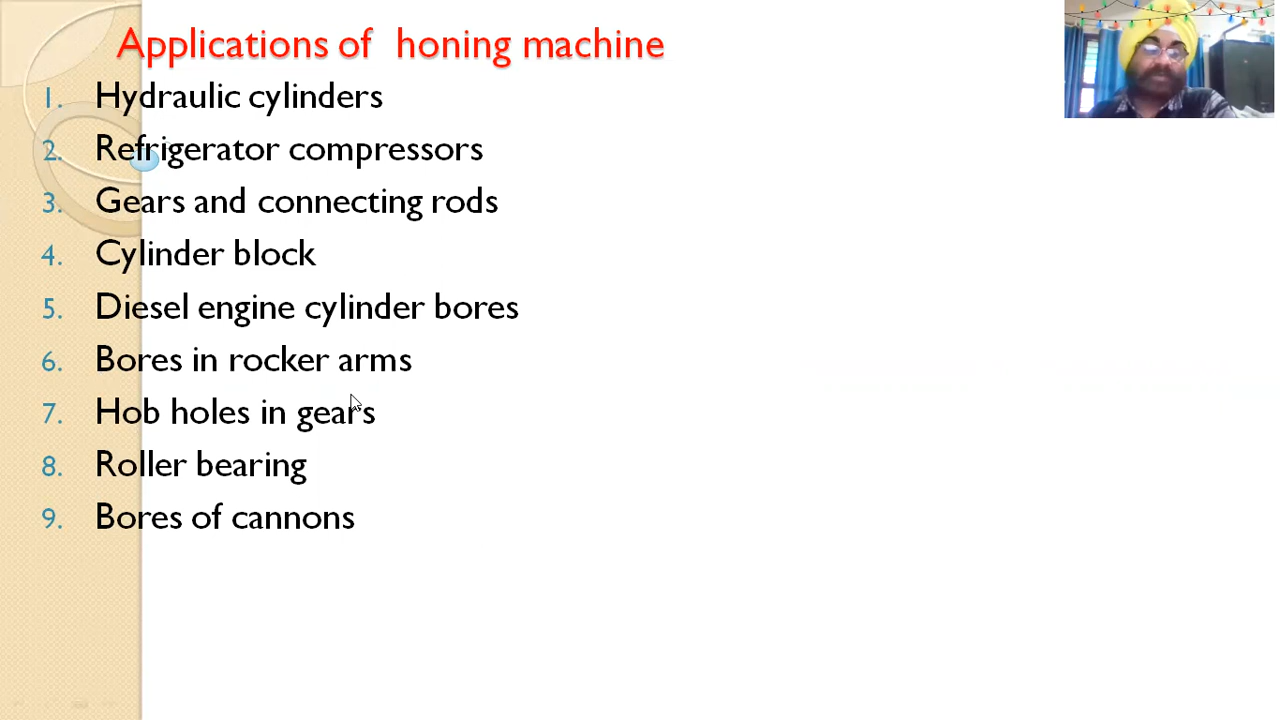 Applications of honing machine
1. Hydraulic cylinders
2. Refrigerator compressors
3. Gears and connecting rods
4. Cylinder block
5. Diesel engine cylinder bores
6. Bores in rocker arms
7. Hob holes in gears
8. Roller bearing
9. Bores of cannons